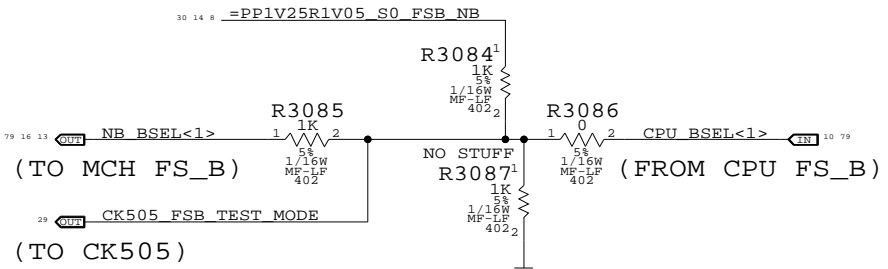 30 14 8 =PP1V25R1V05_S0_FSB_NB
R3084 1
1K
5%
1/16W
MF-LF
402 2
R3085
1K
1 2
5%
1/16W
MF-LF
402
R3086
0
1 2
5%
1/16W
MF-LF
402
79 16 13 OUT NB_BSEL<1>
CPU_BSEL<1> IN 10 79
(TO MCH FS_B)
(FROM CPU FS_B)
NO STUFF
R3087 1
1K
5%
1/16W
MF-LF
402 2
29 OUT CK505_FSB_TEST_MODE
(TO CK505)